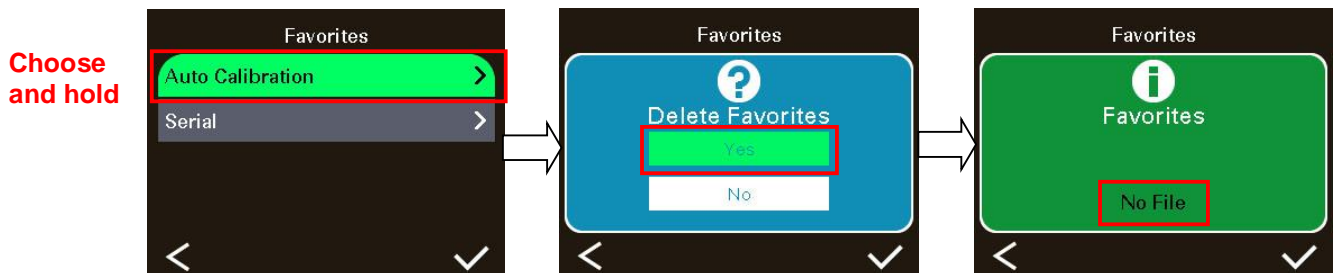 Choose
and hold
Favorites
Auto Calibration
Serial
Favorites
Delete Favorites
Yes
No
Favorites
Favorites
No File